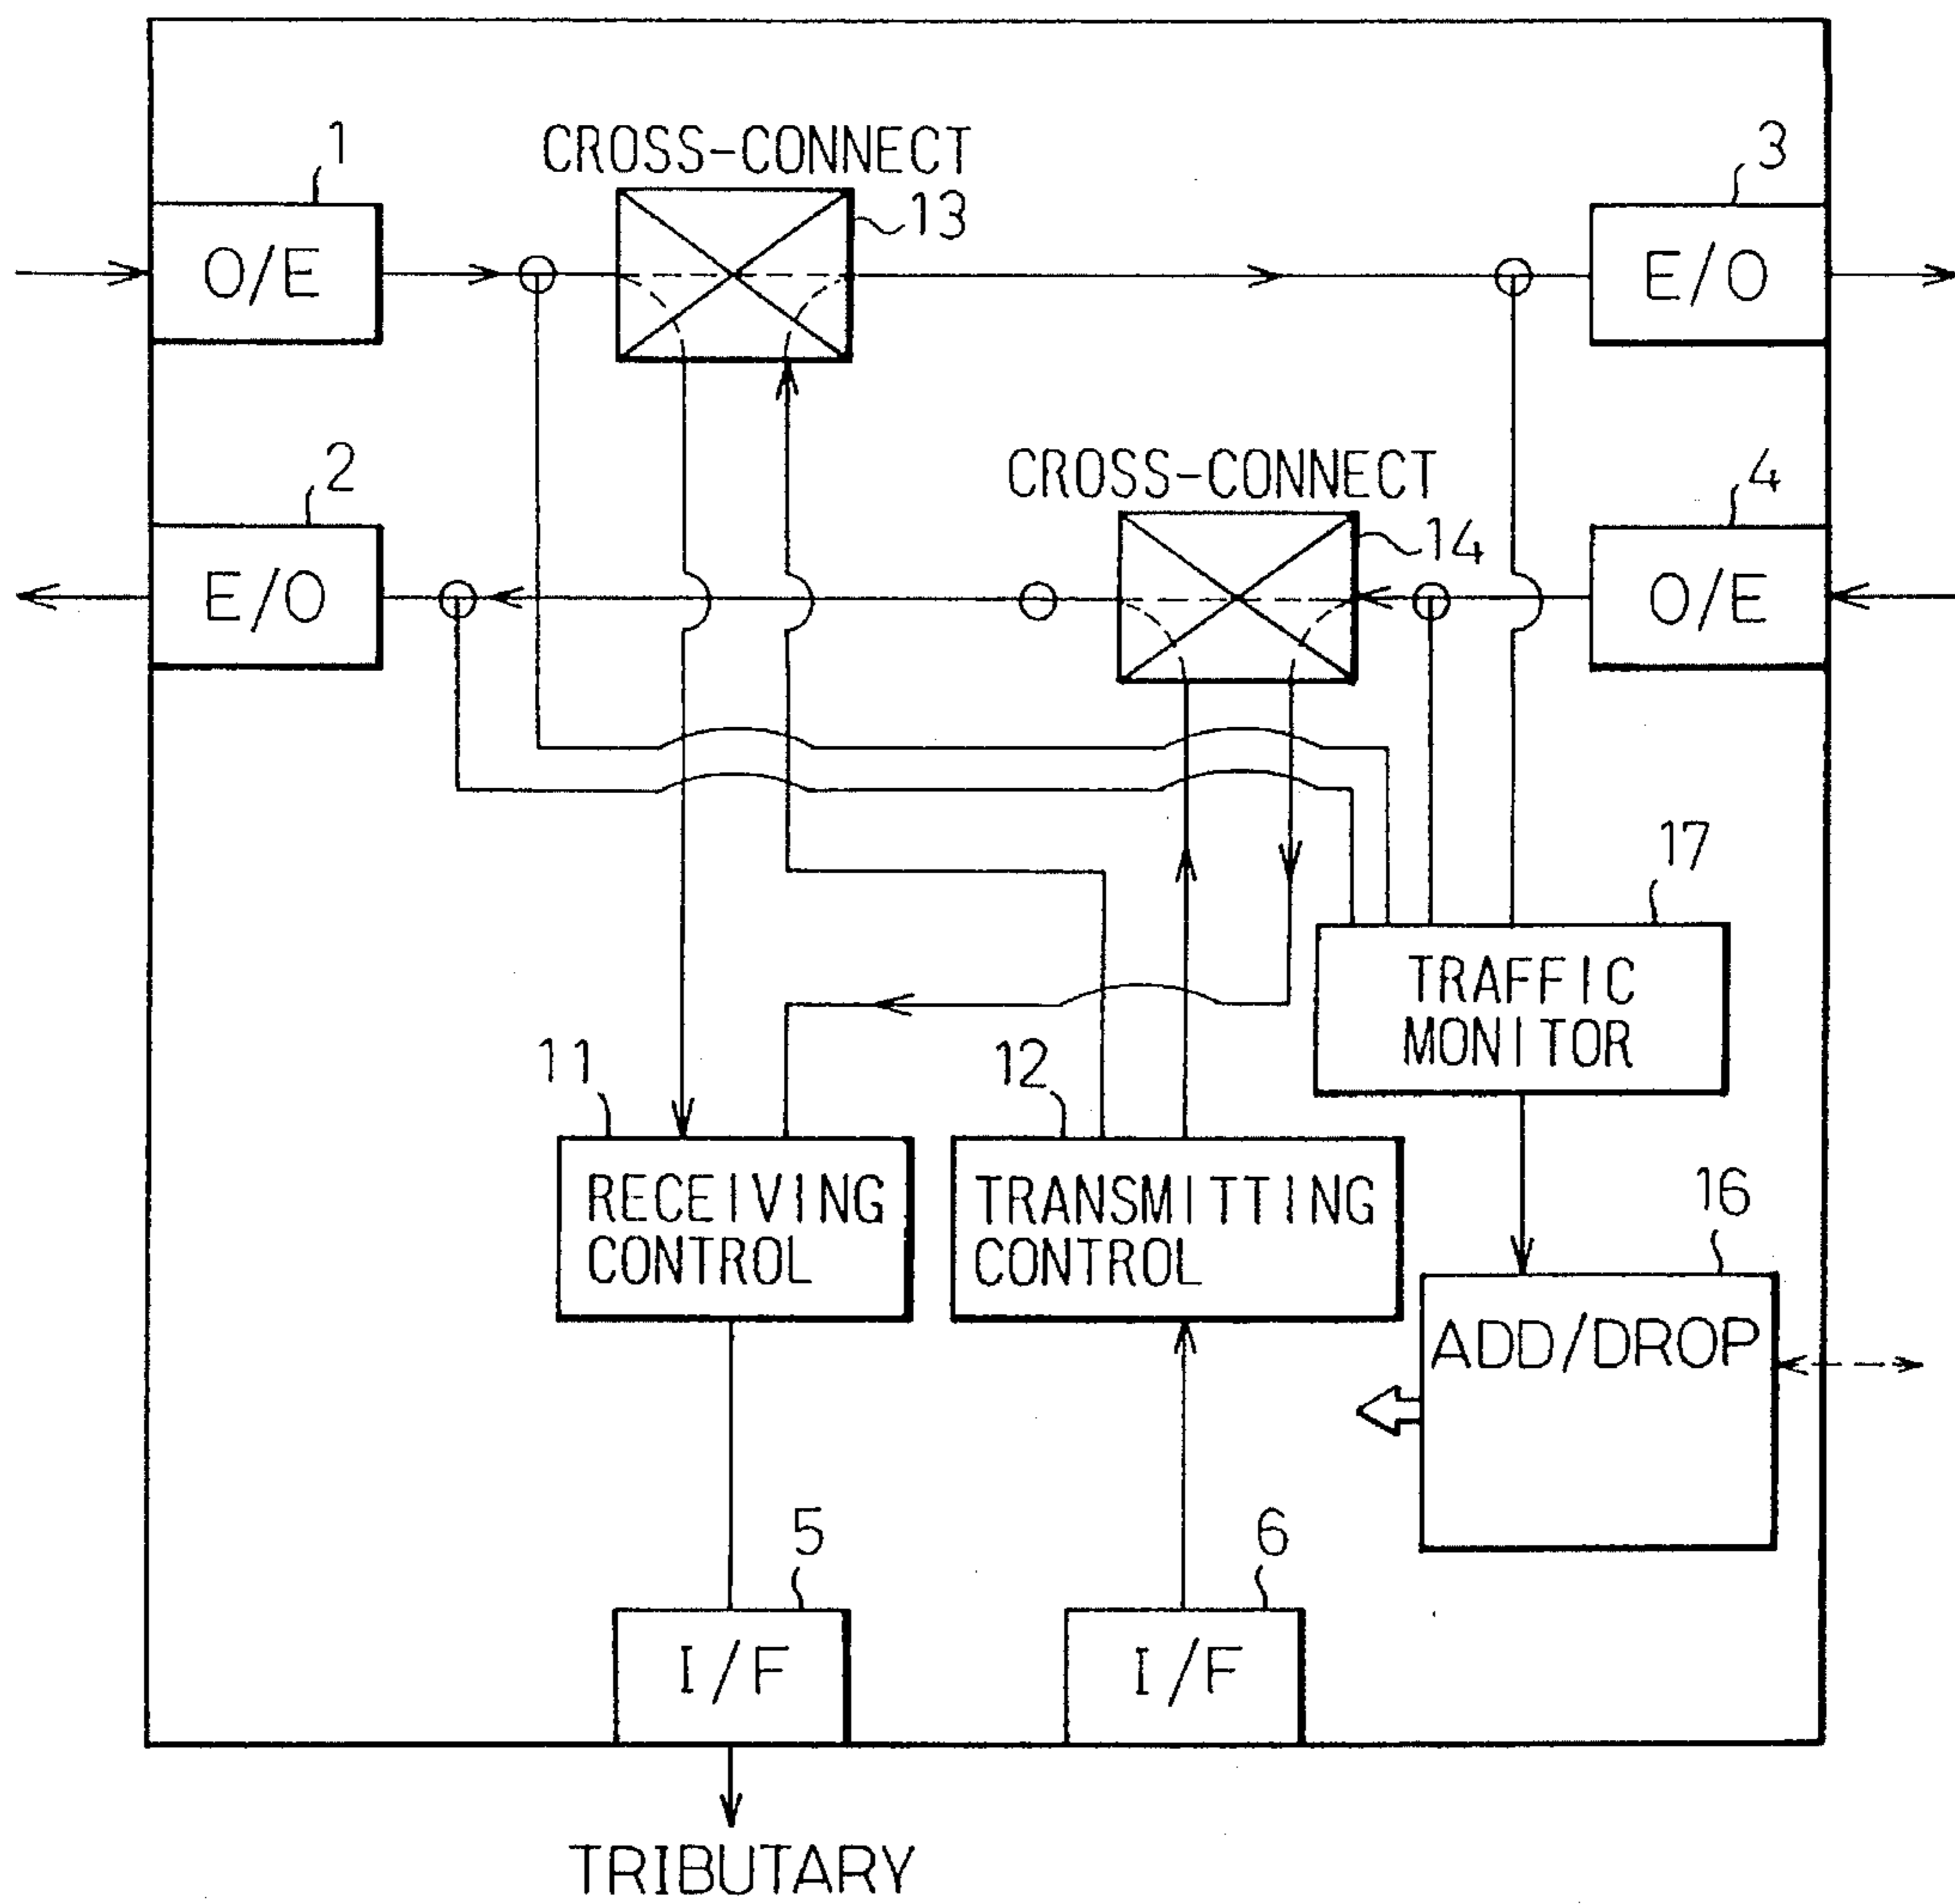 1
CROSS-CONNECT
13
3
O/E
E/O
2
CROSS-CONNECT
14
4
E/O
O/E
17
TRAFFIC
MONITOR
11
12
RECEIVING
CONTROL
TRANSMITTING
CONTROL
16
ADD/DROP
5
6
I/F
I/F
TRIBUTARY